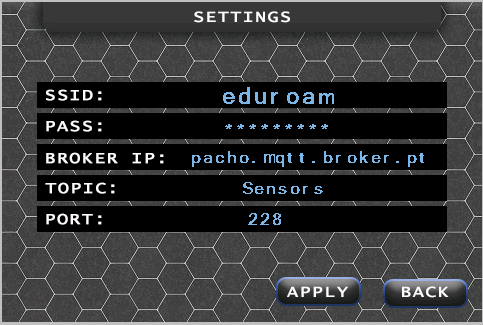 SETTINGS
SSID: eduroam
PASS: *********
BROKER IP: pacho.mqtt.broker.pt
TOPIC: Sensors
PORT: 228
APPLY BACK